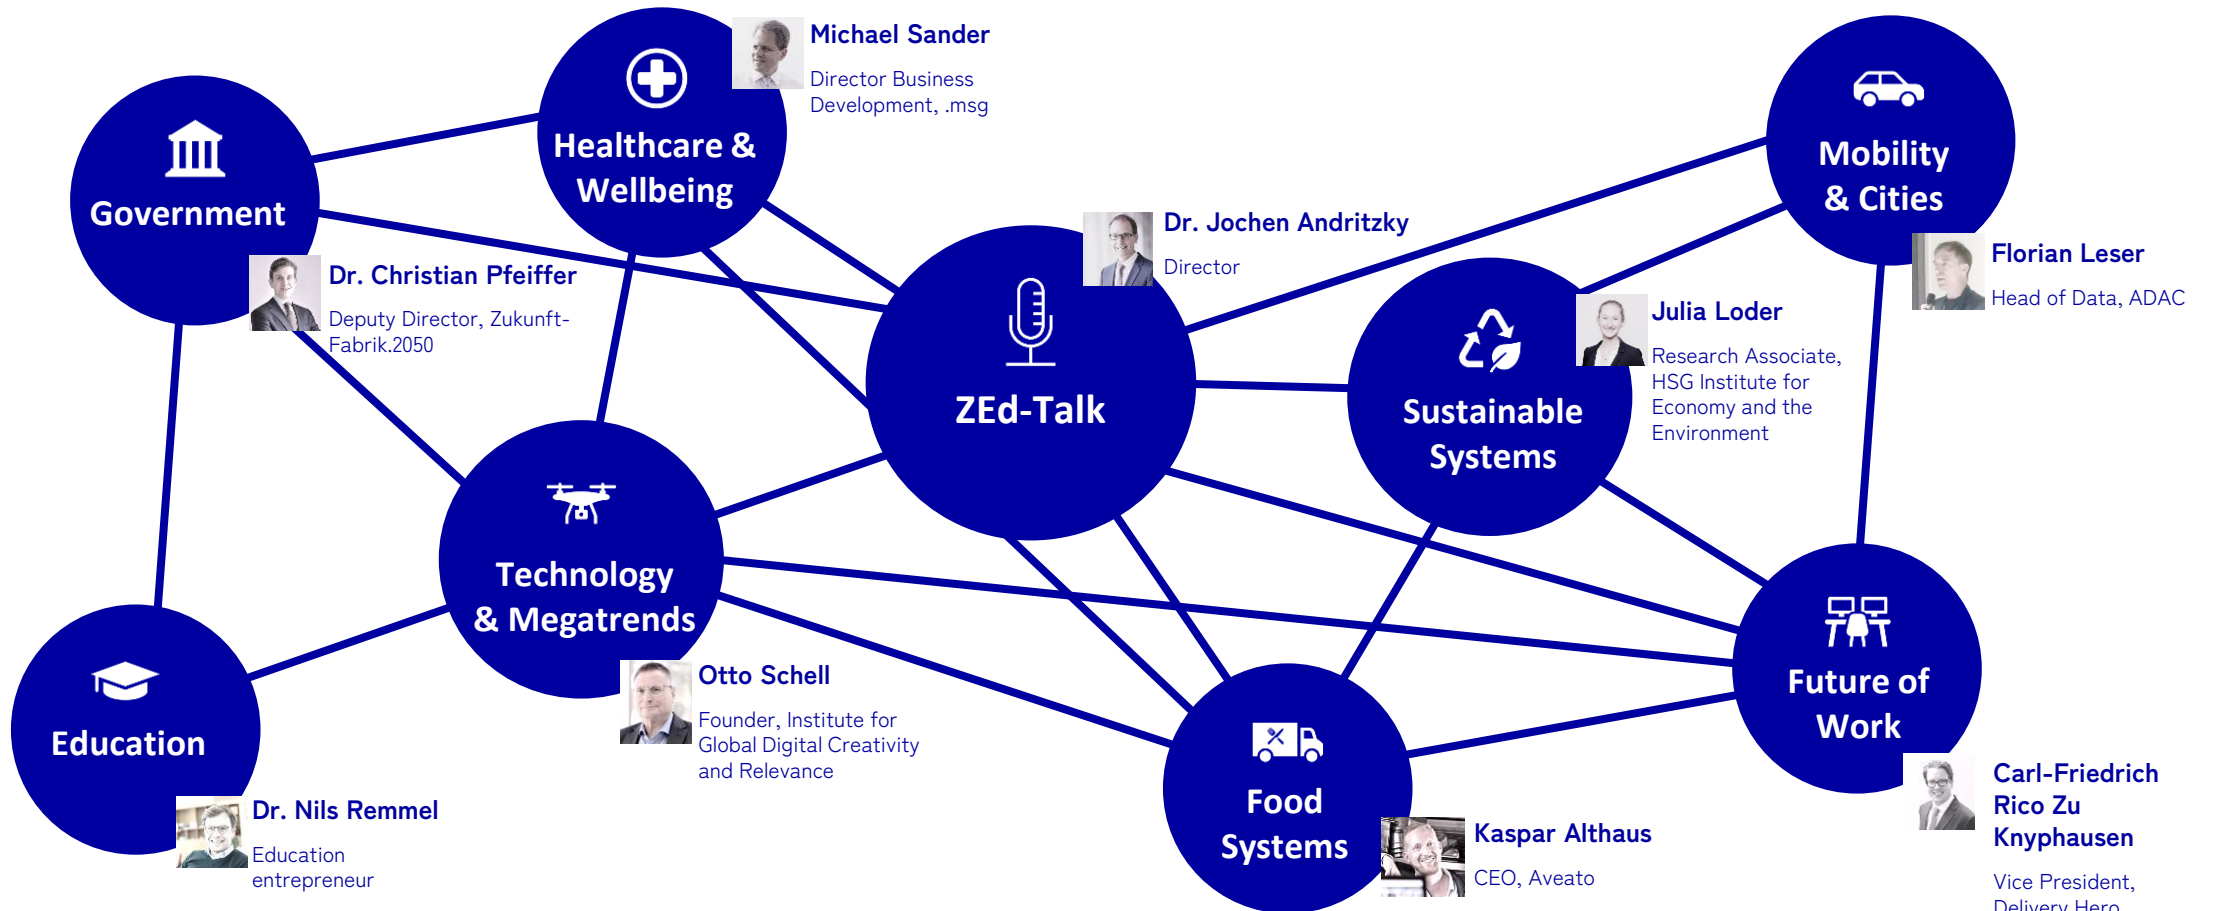 Michael Sander
Director Business
Development, .msg
Healthcare &
Wellbeing
Mobility
& Cities
Government
Dr. Jochen Andritzky
Director
Florian Leser
Head of Data, ADAC
Dr. Christian Pfeiffer
Deputy Director, Zukunft-
Fabrik.2050
Julia Loder
Research Associate,
HSG Institute for
Economy and the
Environment
ZEd-Talk
Sustainable
Systems
Technology
& Megatrends
Otto Schell
Founder, Institute for
Global Digital Creativity
and Relevance
Future of
Work
Education
Dr. Nils Remmel
Education
entrepreneur
Food
Systems
Kaspar Althaus
CEO, Aveato
Carl-Friedrich
Rico Zu
Knyphausen
Vice President,
Delivery Hero